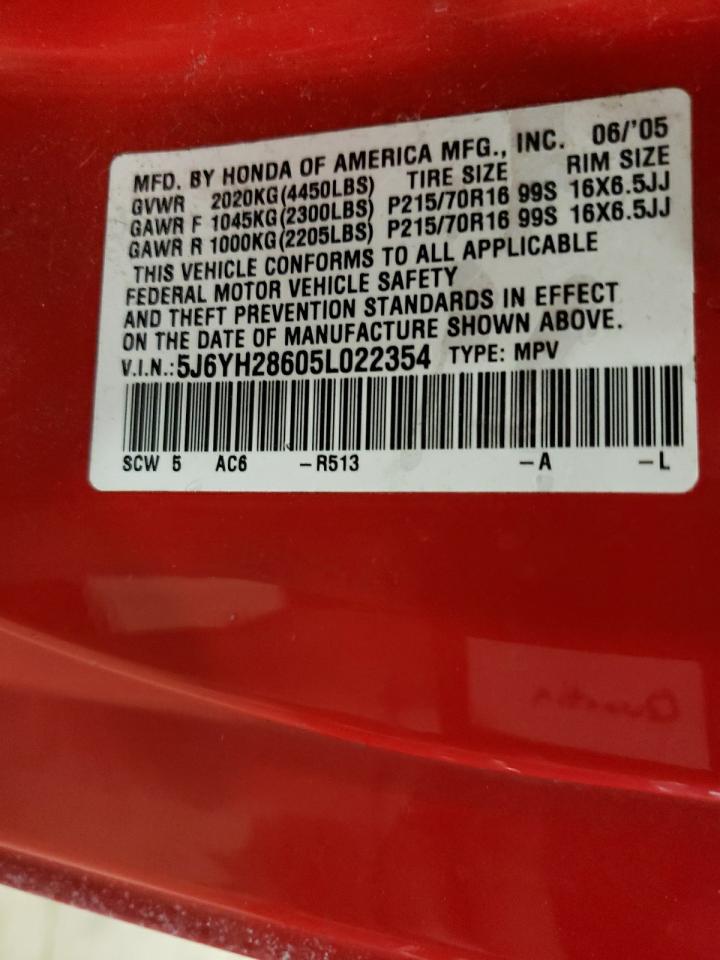 MFD. BY HONDA OF AMERICA MFG., INC. 06/'05
GVWR 2020KG(4450LBS) TIRE SIZE RIM SIZE
GAWR F 1045KG(2300LBS) P215/70R16 99S 16X6.5JJ
GAWR R 1000KG(2205LBS) P215/70R16 99S 16X6.5JJ
THIS VEHICLE CONFORMS TO ALL APPLICABLE
FEDERAL MOTOR VEHICLE SAFETY
AND THEFT PREVENTION STANDARDS IN EFFECT
ON THE DATE OF MANUFACTURE SHOWN ABOVE.
V.I.N.:5J6YH28605L022354 TYPE: MPV
SCW 5 AC6 –R513 –A –L